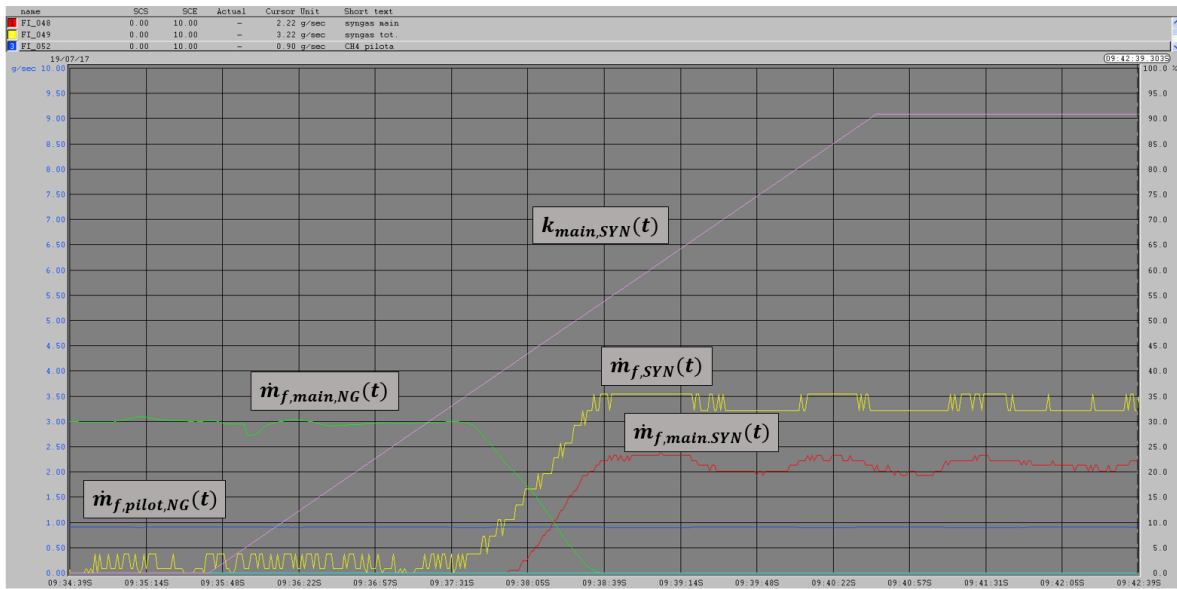 name SCS SCE Actual Cursor Unit Short text
1 FI_048 0.00 10.00 – 2.22 g/sec syngas main
FI_049 0.00 10.00 – 3.22 g/sec syngas tot.
3 FI_052 0.00 10.00 – 0.90 g/sec CH4 pilota
19/07/17 09:42:39.303S
g/sec 10.00 100.0 %
9.50 95.0
9.00 90.0
8.50 85.0
8.00 80.0
7.50 75.0
7.00 70.0
k_main,SYN(t)
6.50 65.0
6.00 60.0
5.50 55.0
5.00 50.0
4.50 45.0
ṁ_f,SYN(t)
4.00 40.0
ṁ_f,main,NG(t)
3.50 35.0
3.00 30.0
ṁ_f,main.SYN(t)
2.50 25.0
2.00 20.0
ṁ_f,pilot,NG(t)
1.50 15.0
1.00 10.0
0.50 5.0
0.00 0.0
09:34:39S 09:35:14S 09:35:48S 09:36:22S 09:36:57S 09:37:31S 09:38:05S 09:38:39S 09:39:14S 09:39:48S 09:40:22S 09:40:57S 09:41:31S 09:42:05S 09:42:39S